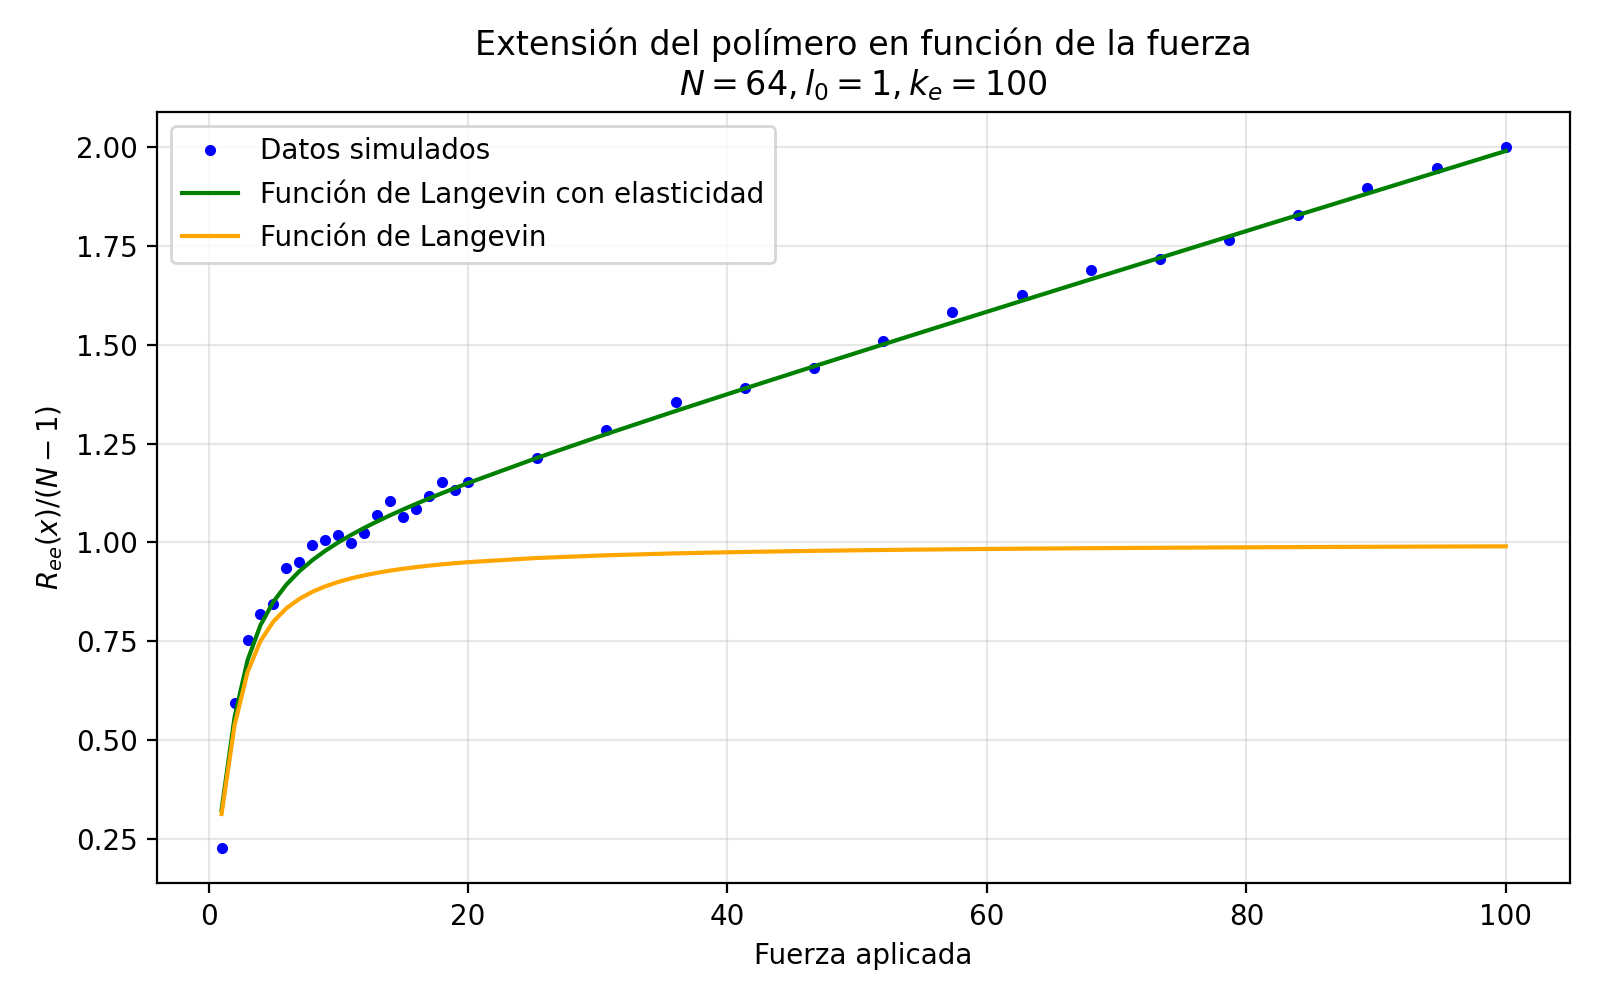 Extensión del polímero en función de la fuerza
N = 64, l₀ = 1, kₑ = 100
Datos simulados
Función de Langevin con elasticidad
Función de Langevin
2.00
1.75
1.50
1.25
1.00
0.75
0.50
0.25
Rₑₑ(x)/(N − 1)
0 20 40 60 80 100
Fuerza aplicada